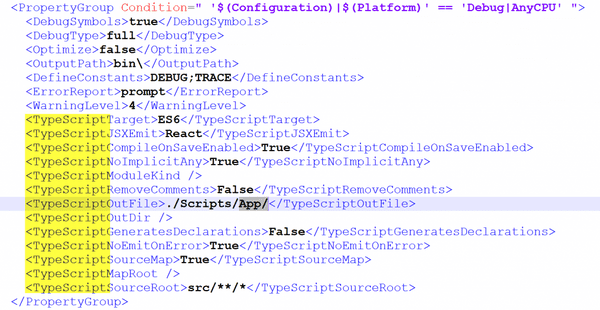 <PropertyGroup Condition=" '$(Configuration)|$(Platform)' == 'Debug|AnyCPU' ">
<DebugSymbols>true</DebugSymbols>
<DebugType>full</DebugType>
<Optimize>false</Optimize>
<OutputPath>bin\</OutputPath>
<DefineConstants>DEBUG;TRACE</DefineConstants>
<ErrorReport>prompt</ErrorReport>
<WarningLevel>4</WarningLevel>
<TypeScriptTarget>ES6</TypeScriptTarget>
<TypeScriptJSXEmit>React</TypeScriptJSXEmit>
<TypeScriptCompileOnSaveEnabled>True</TypeScriptCompileOnSaveEnabled>
<TypeScriptNoImplicitAny>True</TypeScriptNoImplicitAny>
<TypeScriptModuleKind />
<TypeScriptRemoveComments>False</TypeScriptRemoveComments>
<TypeScriptOutFile>./Scripts/App/</TypeScriptOutFile>
<TypeScriptOutDir />
<TypeScriptGeneratesDeclarations>False</TypeScriptGeneratesDeclarations>
<TypeScriptNoEmitOnError>True</TypeScriptNoEmitOnError>
<TypeScriptSourceMap>True</TypeScriptSourceMap>
<TypeScriptMapRoot />
<TypeScriptSourceRoot>src/**/*</TypeScriptSourceRoot>
</PropertyGroup>